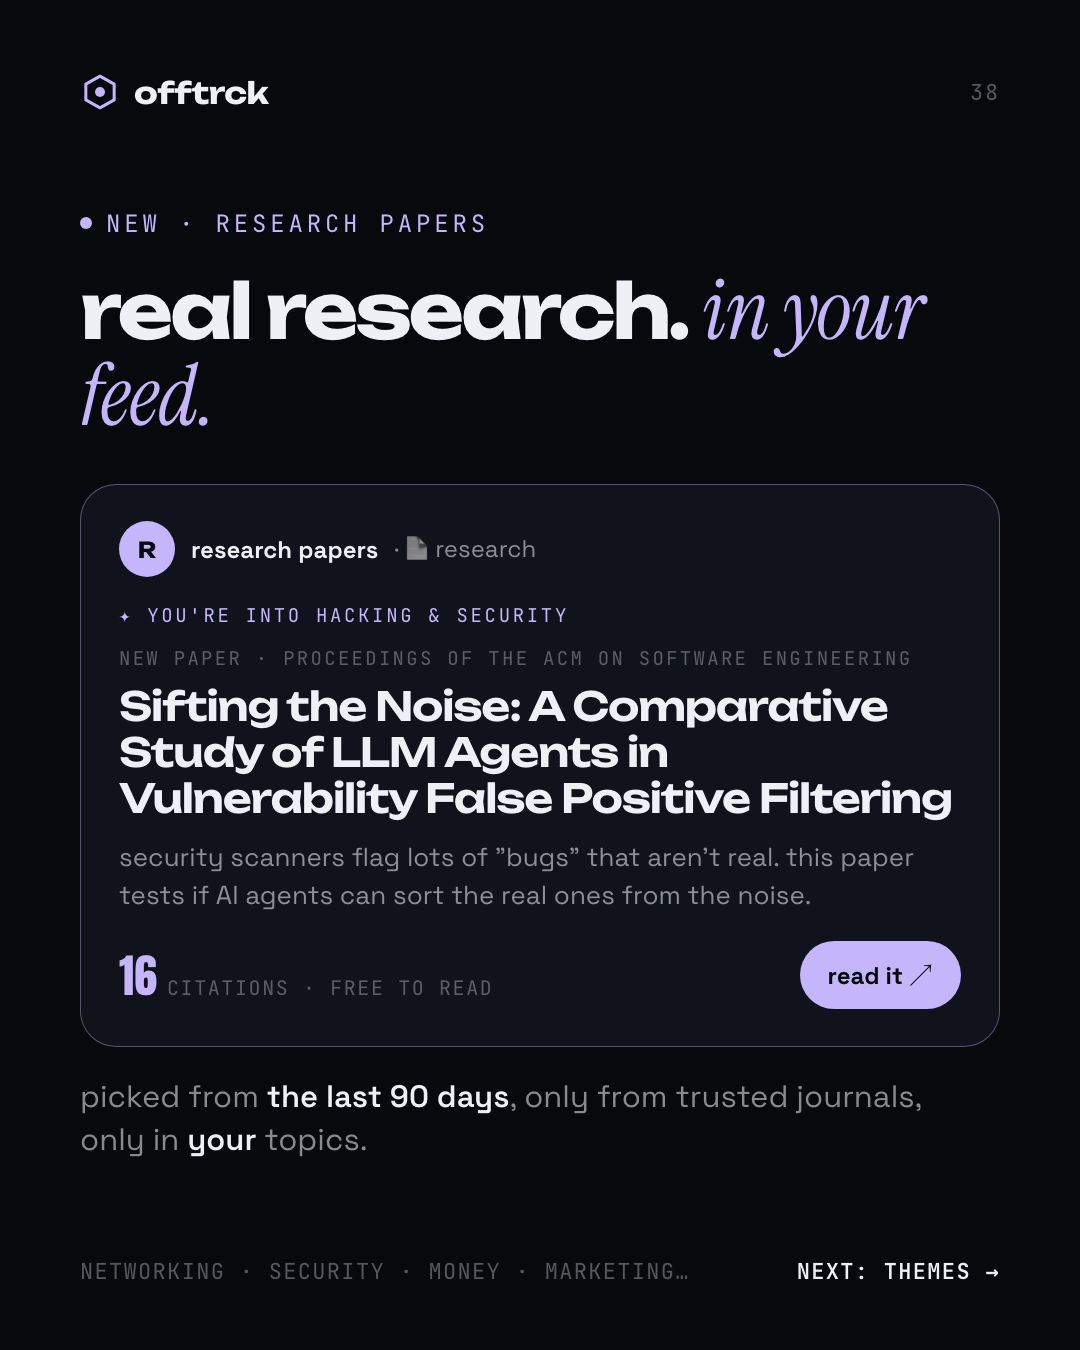 offtrck
38
NEW · RESEARCH PAPERS
real research. in your
feed.
R
research papers · research
✦ YOU'RE INTO HACKING & SECURITY
NEW PAPER · PROCEEDINGS OF THE ACM ON SOFTWARE ENGINEERING
Sifting the Noise: A Comparative
Study of LLM Agents in
Vulnerability False Positive Filtering
security scanners flag lots of ”bugs” that aren’t real. this paper
tests if AI agents can sort the real ones from the noise.
16 CITATIONS · FREE TO READ
read it ↗
picked from the last 90 days, only from trusted journals,
only in your topics.
NETWORKING · SECURITY · MONEY · MARKETING…
NEXT: THEMES →